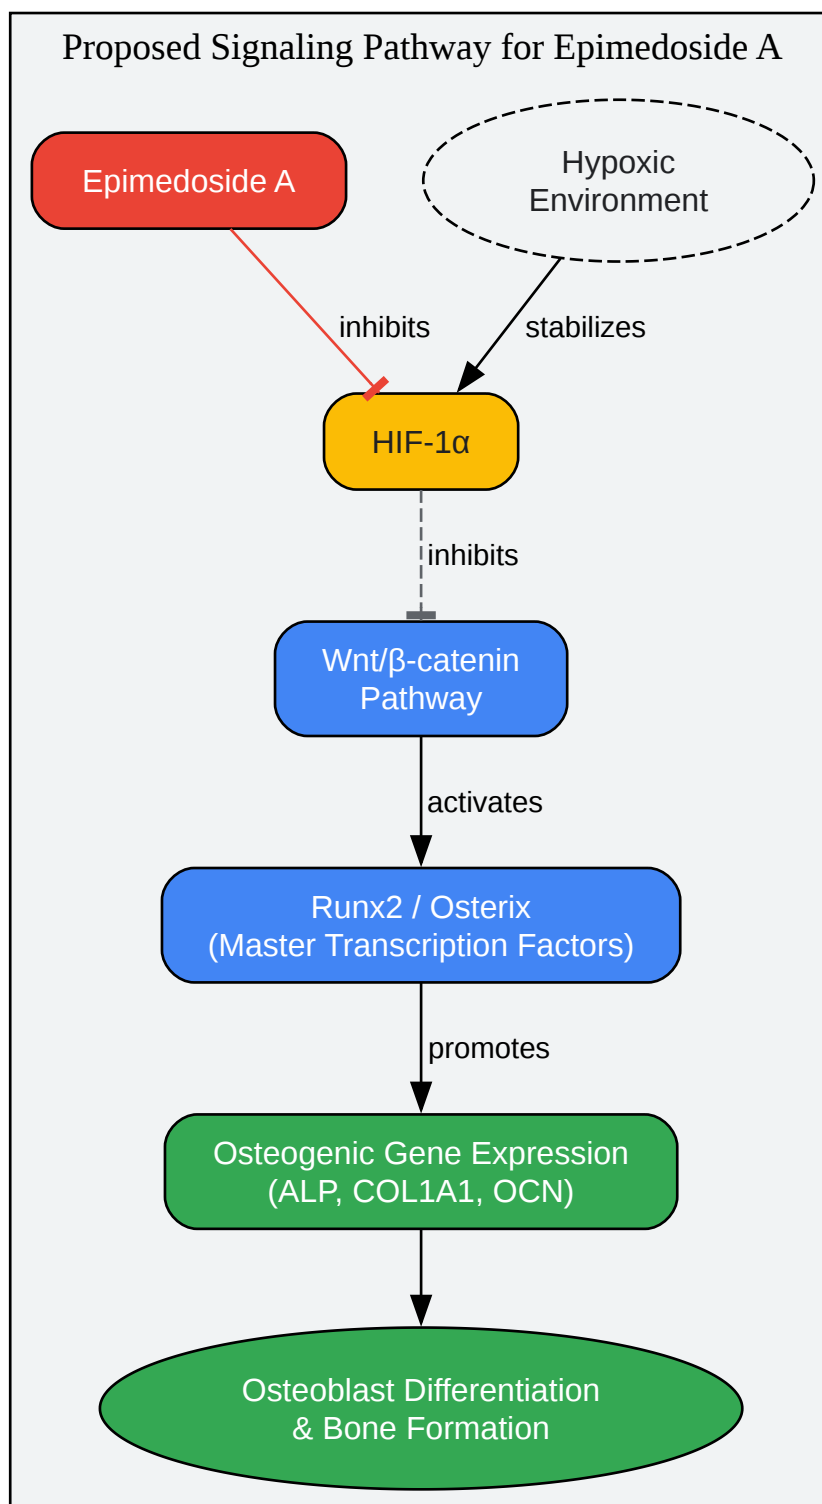 Proposed Signaling Pathway for Epimedoside A
Epimedoside A
Hypoxic
Environment
inhibits
stabilizes
HIF-1α
inhibits
Wnt/β-catenin
Pathway
activates
Runx2 / Osterix
(Master Transcription Factors)
promotes
Osteogenic Gene Expression
(ALP, COL1A1, OCN)
Osteoblast Differentiation
& Bone Formation